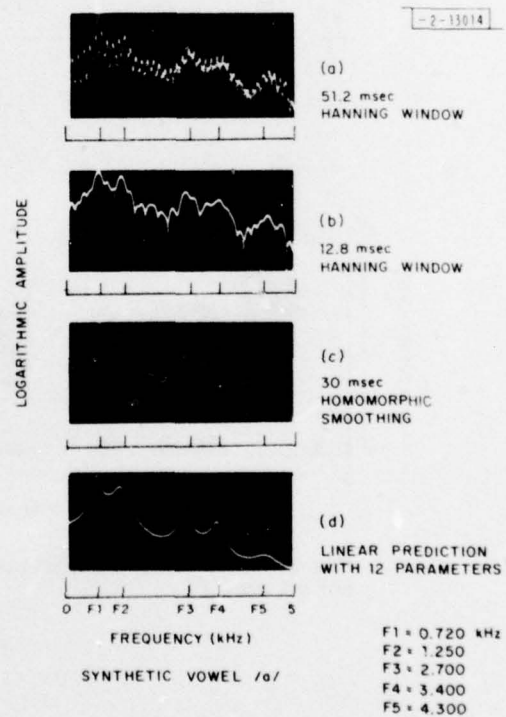 -2-13014
(a)
51.2 msec
HANNING WINDOW
LOGARITHMIC AMPLITUDE
(b)
12.8 msec
HANNING WINDOW
(c)
30 msec
HOMOMORPHIC
SMOOTHING
(d)
LINEAR PREDICTION
WITH 12 PARAMETERS
0 F1 F2 F3 F4 F5 5
FREQUENCY (kHz)
SYNTHETIC VOWEL /a/
F1 = 0.720 kHz
F2 = 1.250
F3 = 2.700
F4 = 3.400
F5 = 4.300